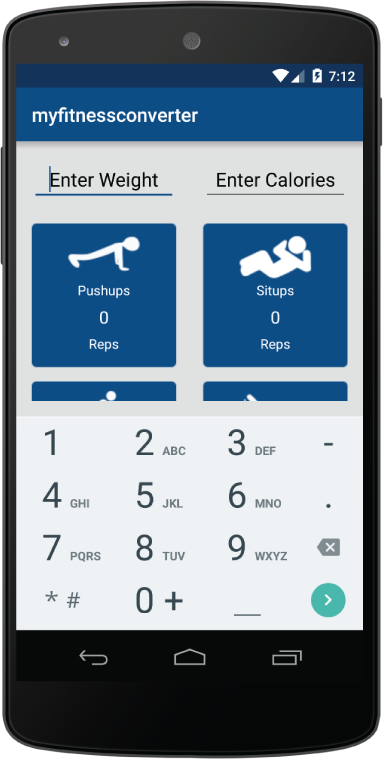 7:12
myfitnessconverter
Enter Weight Enter Calories
Pushups Situps
0 0
Reps Reps
1 2 ABC 3 DEF -
4 GHI 5 JKL 6 MNO .
7 PQRS 8 TUV 9 WXYZ
* # 0 + _